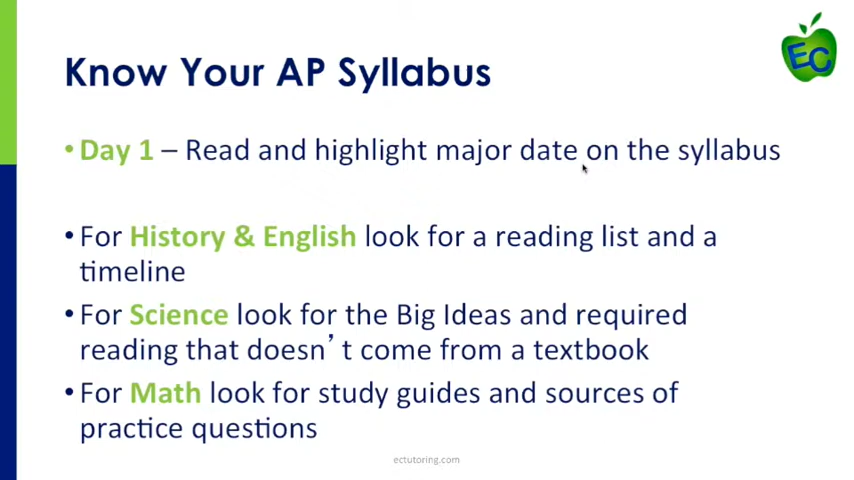 EC
Know Your AP Syllabus
• Day 1 – Read and highlight major date on the syllabus
• For History & English look for a reading list and a
timeline
• For Science look for the Big Ideas and required
reading that doesn’t come from a textbook
• For Math look for study guides and sources of
practice questions
ectutoring.com